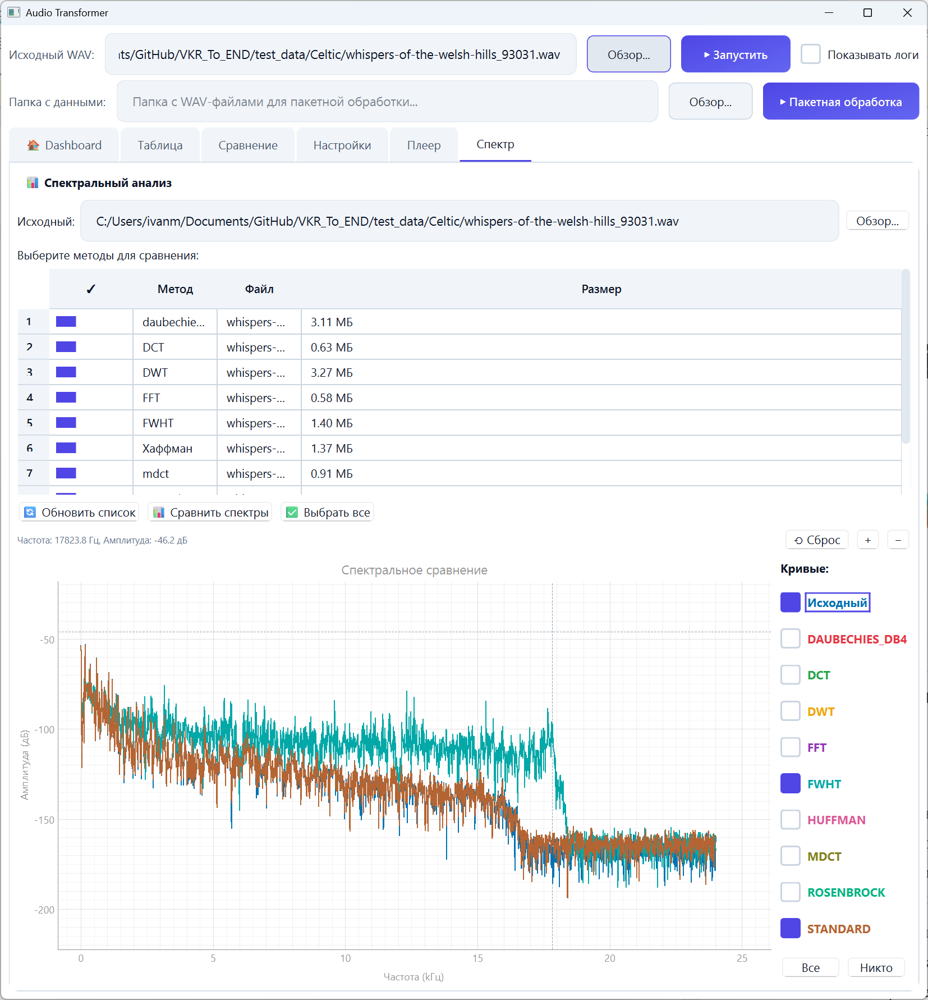 Audio Transformer
Исходный WAV: ıts/GitHub/VKR_To_END/test_data/Celtic/whispers-of-the-welsh-hills_93031.wav Обзор... ▶ Запустить Показывать логи
Папка с данными: Папка с WAV-файлами для пакетной обработки... Обзор... ▶ Пакетная обработка
Dashboard Таблица Сравнение Настройки Плеер Спектр
Спектральный анализ
Исходный: C:/Users/ivanm/Documents/GitHub/VKR_To_END/test_data/Celtic/whispers-of-the-welsh-hills_93031.wav Обзор...
Выберите методы для сравнения:
✓ Метод Файл Размер
1 daubechie... whispers-... 3.11 МБ
2 DCT whispers-... 0.63 МБ
3 DWT whispers-... 3.27 МБ
4 FFT whispers-... 0.58 МБ
5 FWHT whispers-... 1.40 МБ
6 Хаффман whispers-... 1.37 МБ
7 mdct whispers-... 0.91 МБ
Обновить список Сравнить спектры Выбрать все
Частота: 17823.8 Гц, Амплитуда: -46.2 дБ
⟲ Сброс + −
Спектральное сравнение
-50
-100
-150
-200
Амплитуда (дБ)
0 5 10 15 20 25
Частота (kГц)
Кривые:
Исходный
DAUBECHIES_DB4
DCT
DWT
FFT
FWHT
HUFFMAN
MDCT
ROSENBROCK
STANDARD
Все Никто